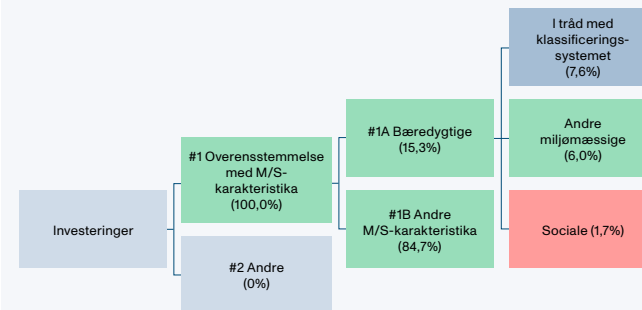 I tråd med
klassificerings-
systemet
(7,6%)
#1A Bæredygtige
(15,3%)
Andre
miljømæssige
(6,0%)
#1 Overensstemmelse
med M/S-
karakteristika
(100,0%)
Investeringer
#1B Andre
M/S-karakteristika
(84,7%)
Sociale (1,7%)
#2 Andre
(0%)